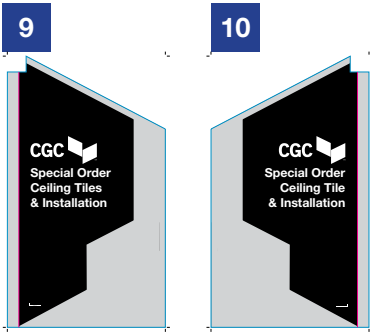 9
10
CGC
Special Order
Ceiling Tiles
& Installation
CGC
Special Order
Ceiling Tile
& Installation